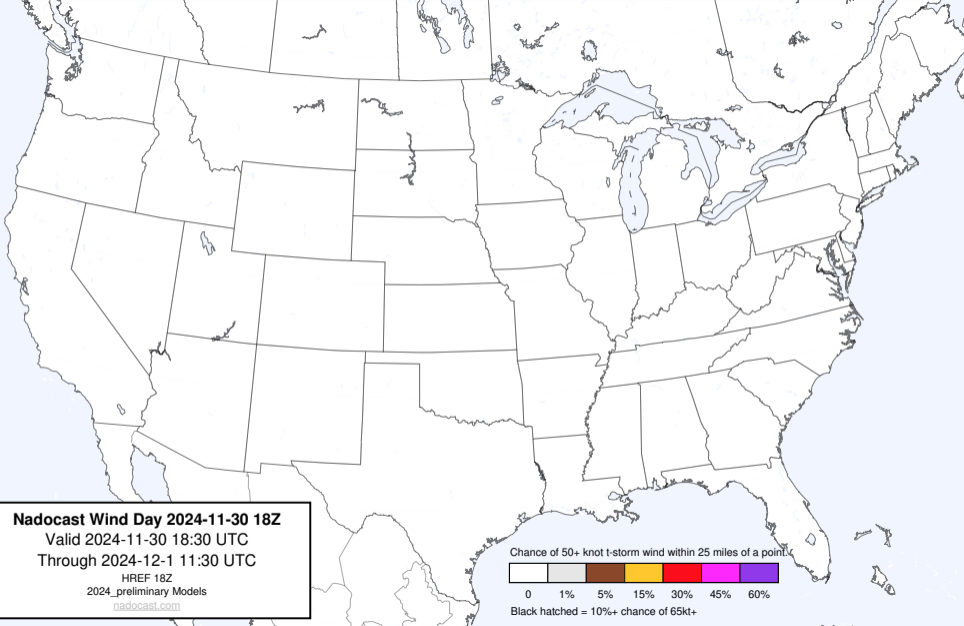 Nadocast Wind Day 2024-11-30 18Z
Valid 2024-11-30 18:30 UTC
Through 2024-12-1 11:30 UTC
HREF 18Z
2024_preliminary Models
nadocast.com
Chance of 50+ knot t-storm wind within 25 miles of a point.
0 1% 5% 15% 30% 45% 60%
Black hatched = 10%+ chance of 65kt+